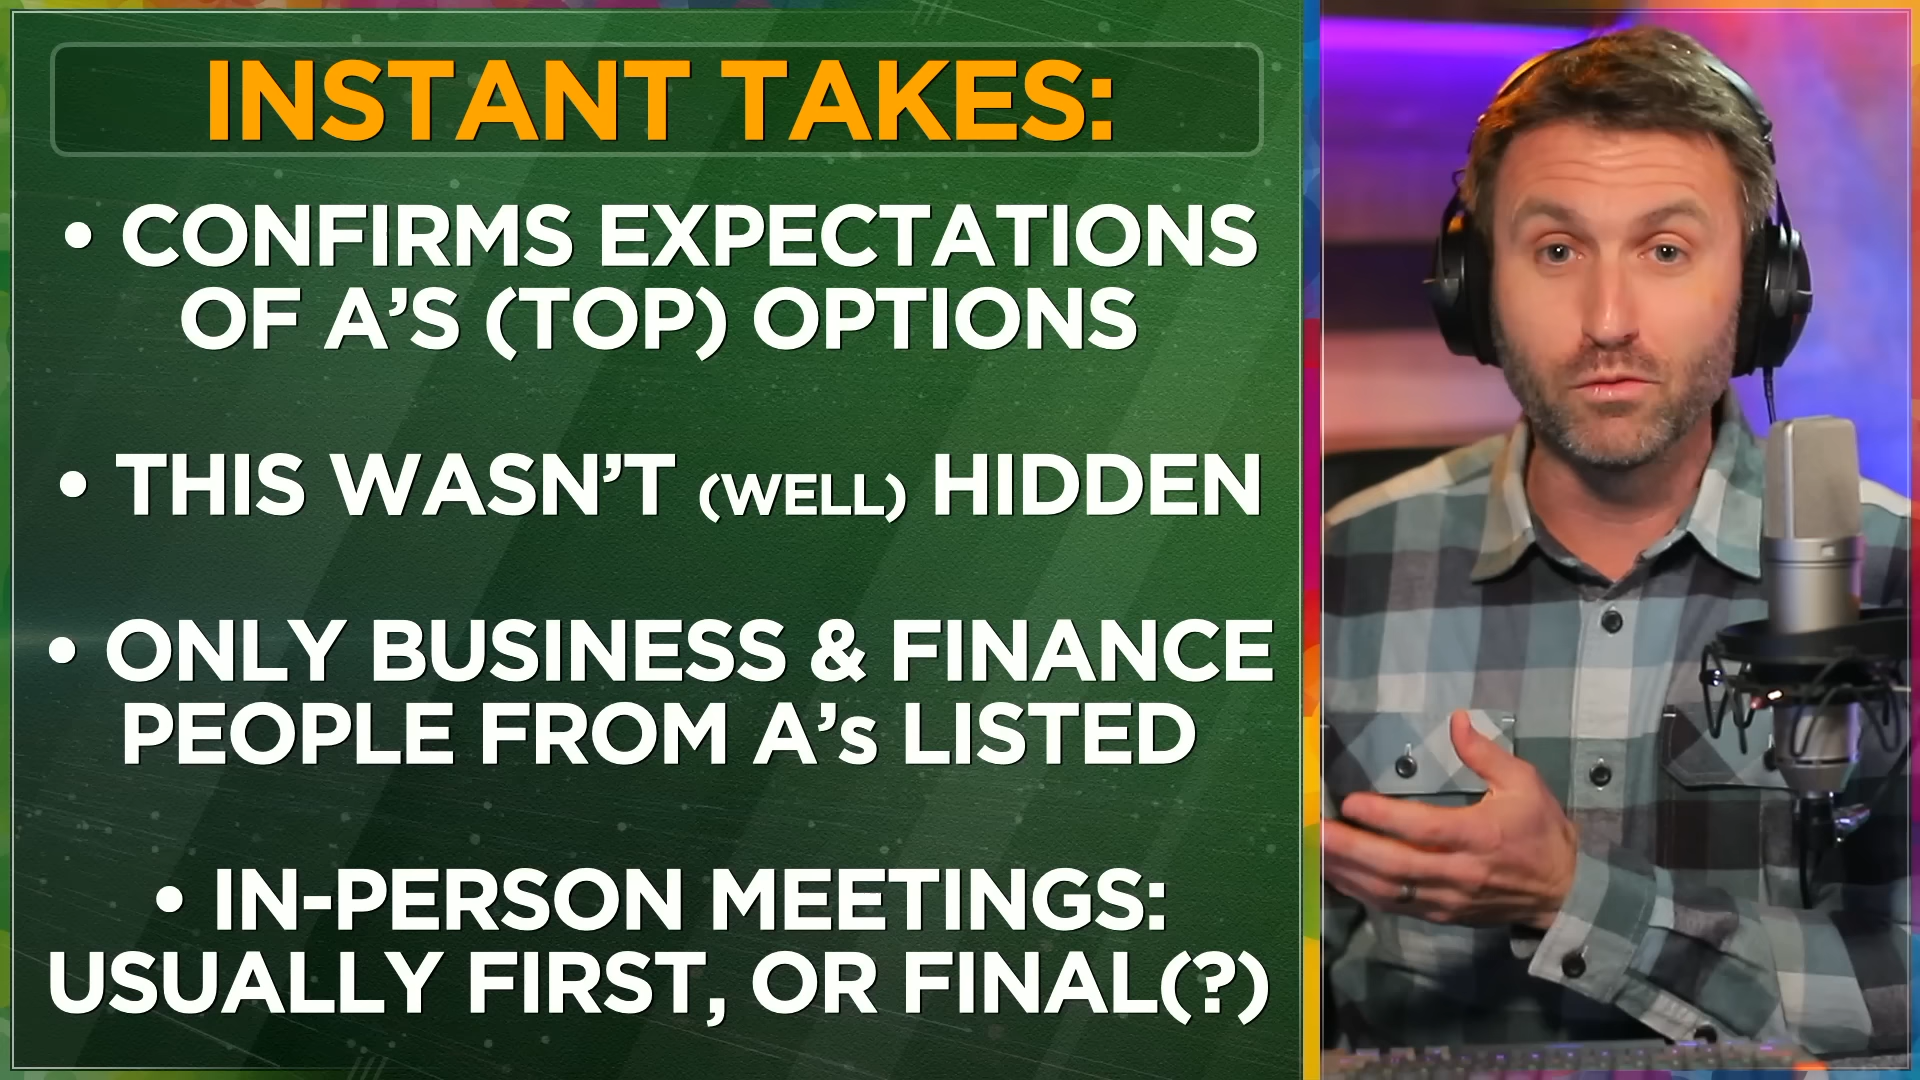 INSTANT TAKES:
• CONFIRMS EXPECTATIONS
OF A’S (TOP) OPTIONS
• THIS WASN’T (WELL) HIDDEN
• ONLY BUSINESS & FINANCE
PEOPLE FROM A’s LISTED
• IN-PERSON MEETINGS:
USUALLY FIRST, OR FINAL(?)